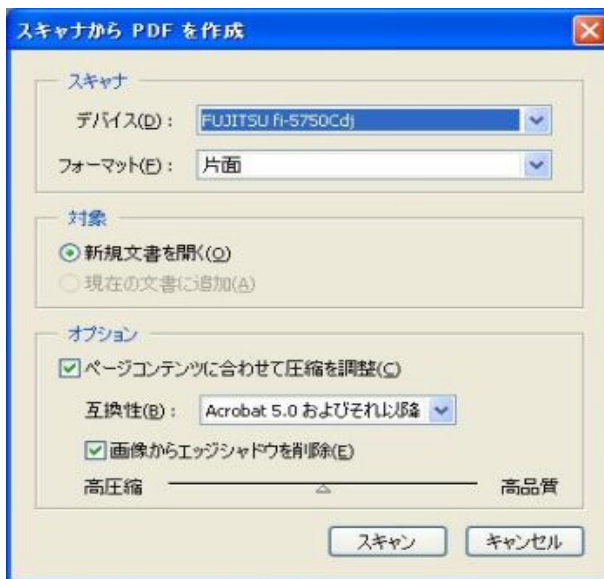 スキャナから PDF を作成
スキャナ
デバイス(D)： FUJITSU fi-5750Cdj
フォーマット(F)： 片面
対象
新規文書を開く(O)
現在の文書に追加(A)
オプション
ページコンテンツに合わせて圧縮を調整(C)
互換性(B)： Acrobat 5.0 およびそれ以降
画像からエッジシャドウを削除(E)
高圧縮 高品質
スキャン キャンセル